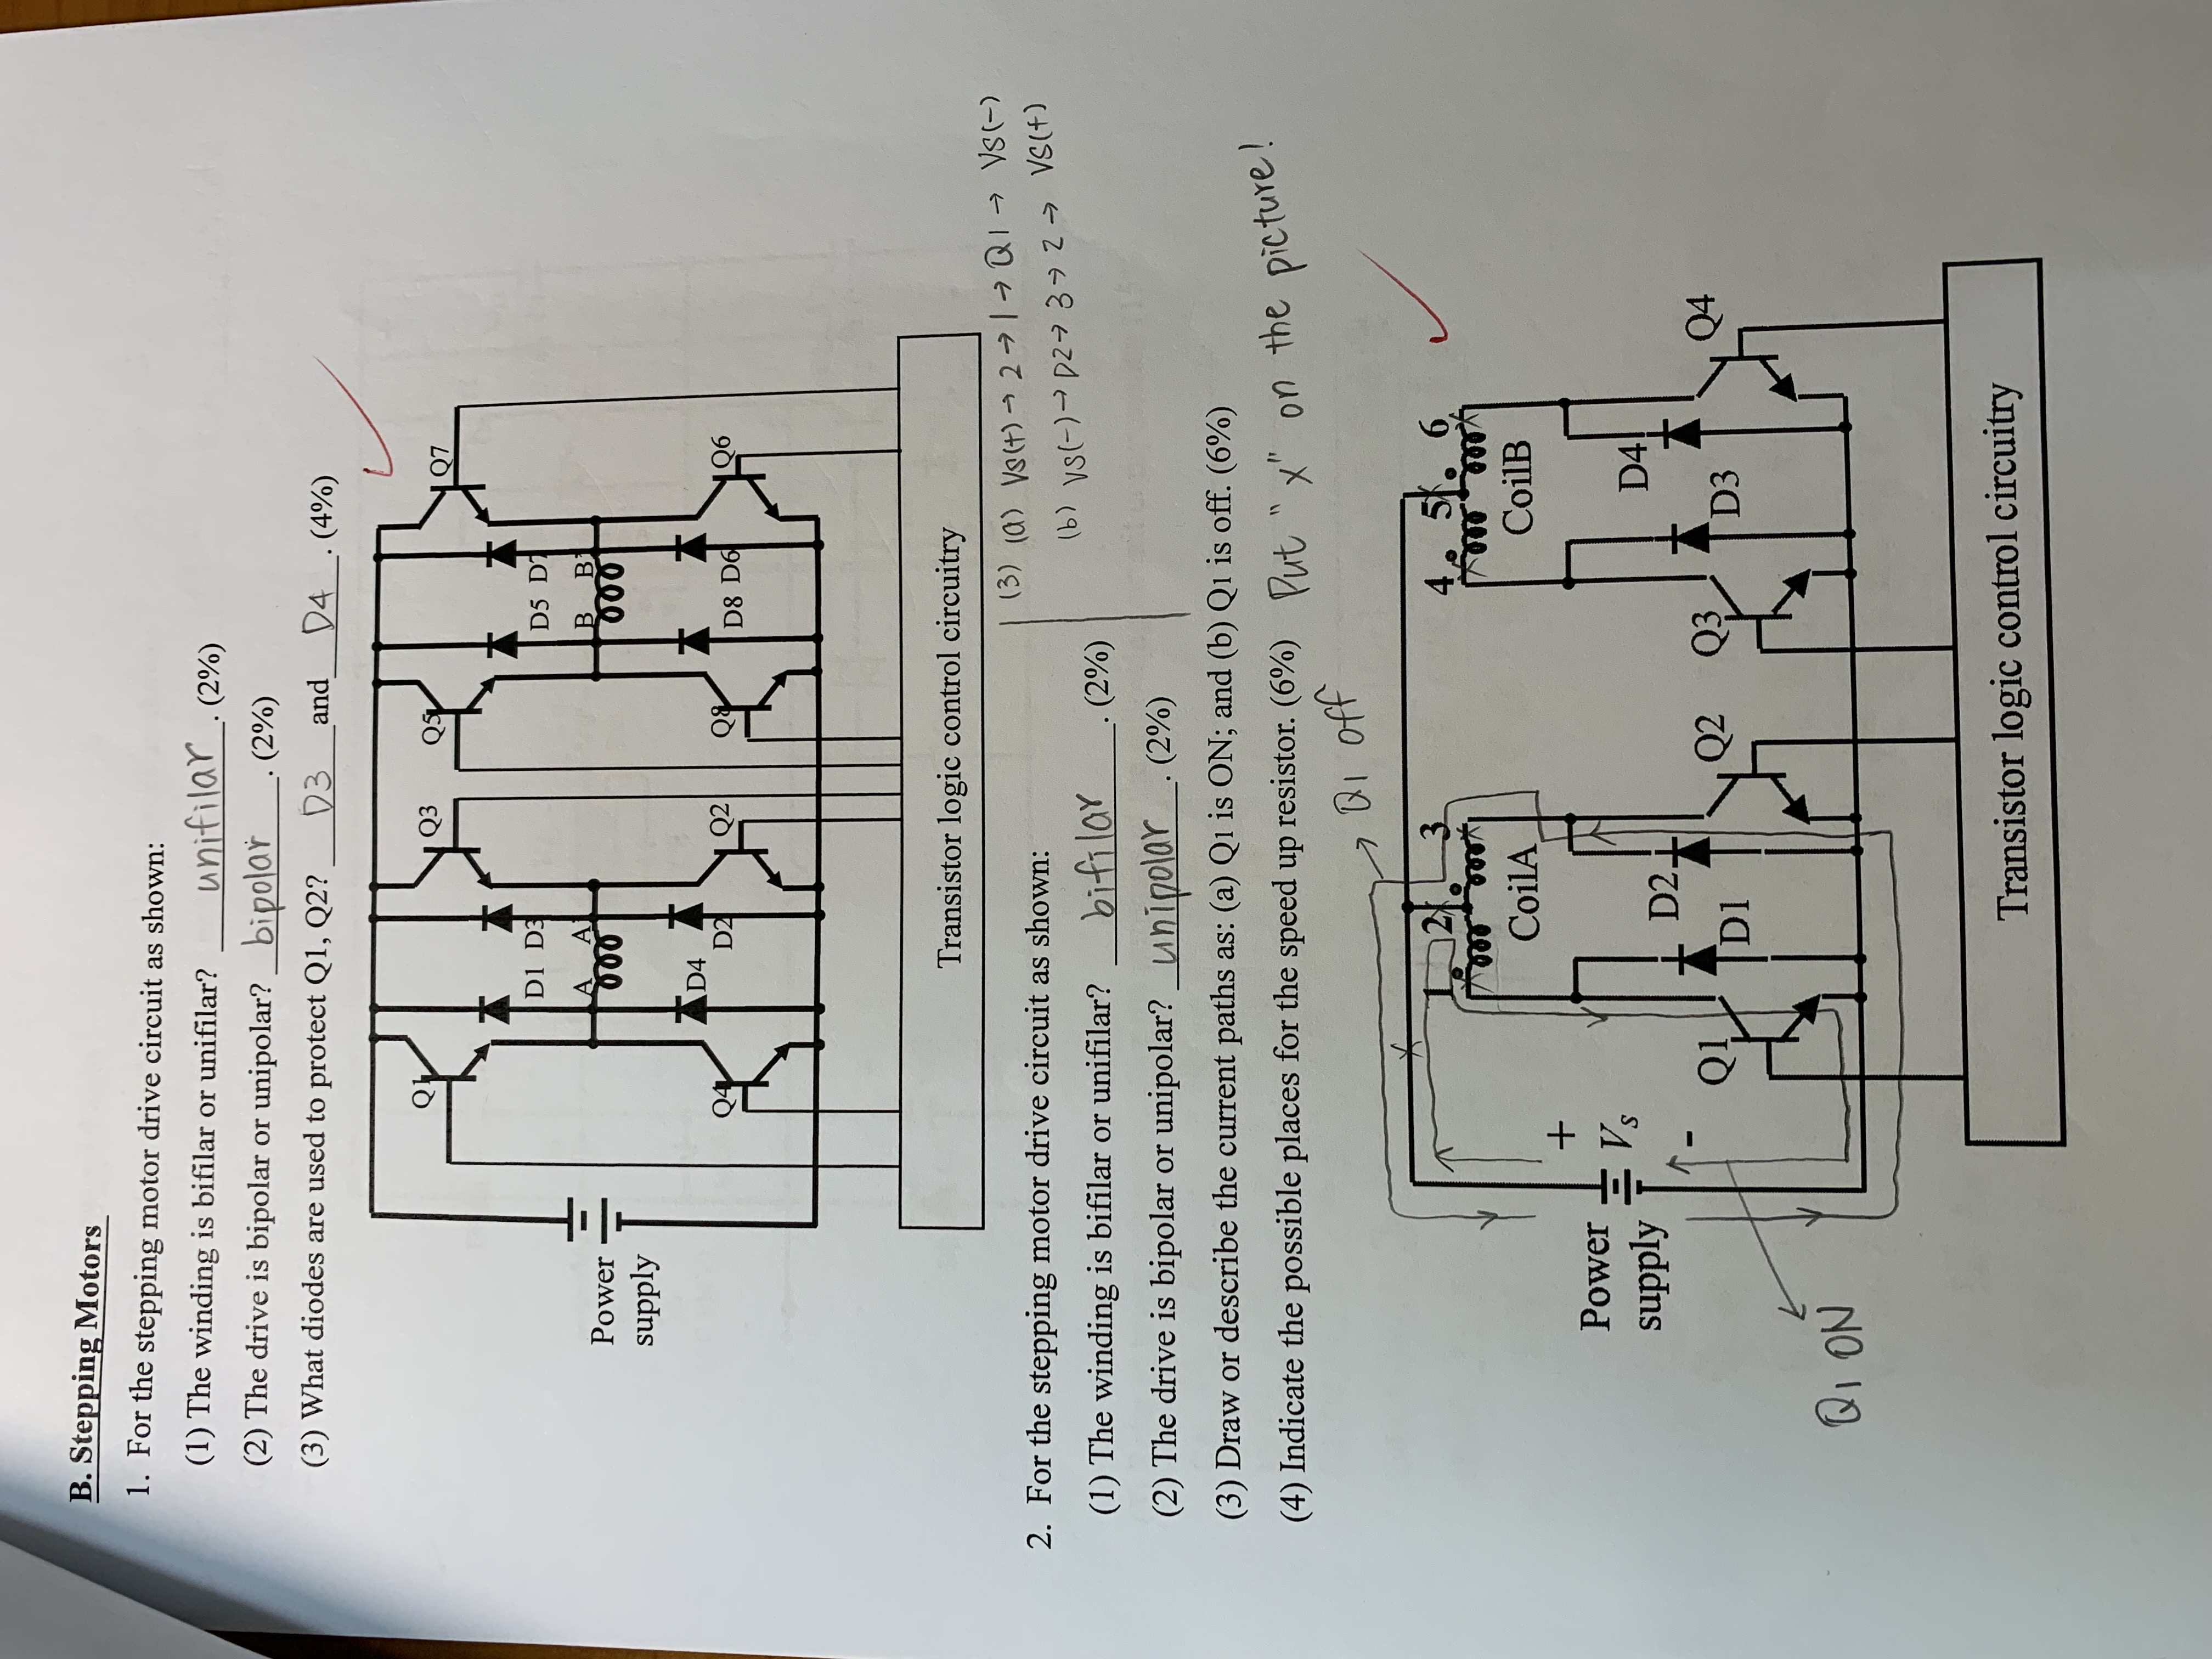 B. Stepping Motors
1. For the stepping motor drive circuit as shown:
(1) The winding is bifilar or unifilar? unifilar. (2%)
(2) The drive is bipolar or unipolar? bipolar. (2%)
(3) What diodes are used to protect Q1, Q2? D3 and D4. (4%)
Q1 Q3 Q5 Q7
D1 D3 D5 D7
A A' B B'
Power
supply
D4 D8 D6
Q4 D2 Q2 Q8 Q6
Transistor logic control circuitry
(3) (a) Vs(+) → 2 → 1 → Q1 → Vs(-)
(b) Vs(-) → D2 → 3 → 2 → Vs(+)
2. For the stepping motor drive circuit as shown:
(1) The winding is bifilar or unifilar? bifilar. (2%)
(2) The drive is bipolar or unipolar? unipolar. (2%)
(3) Draw or describe the current paths as: (a) Q1 is ON; and (b) Q1 is off. (6%)
(4) Indicate the possible places for the speed up resistor. (6%) Put "x" on the picture!
Q1 off
x
1 2 3 4 5 6
CoilA CoilB
+
Power
supply
Vs
-
D2 D4
Q1 D1 Q2 Q3 D3 Q4
Q1 ON
Transistor logic control circuitry